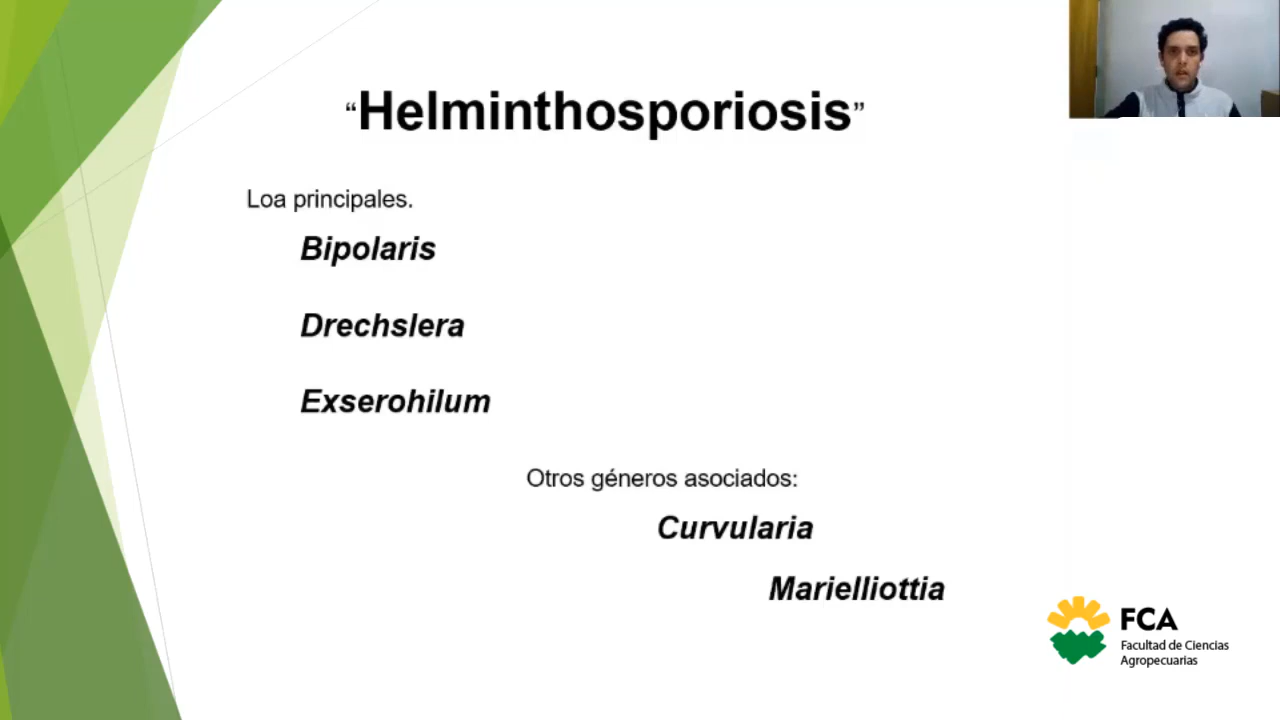 “Helminthosporiosis”
Loa principales.
Bipolaris
Drechslera
Exserohilum
Otros géneros asociados:
Curvularia
Marielliottia
FCA
Facultad de Ciencias
Agropecuarias